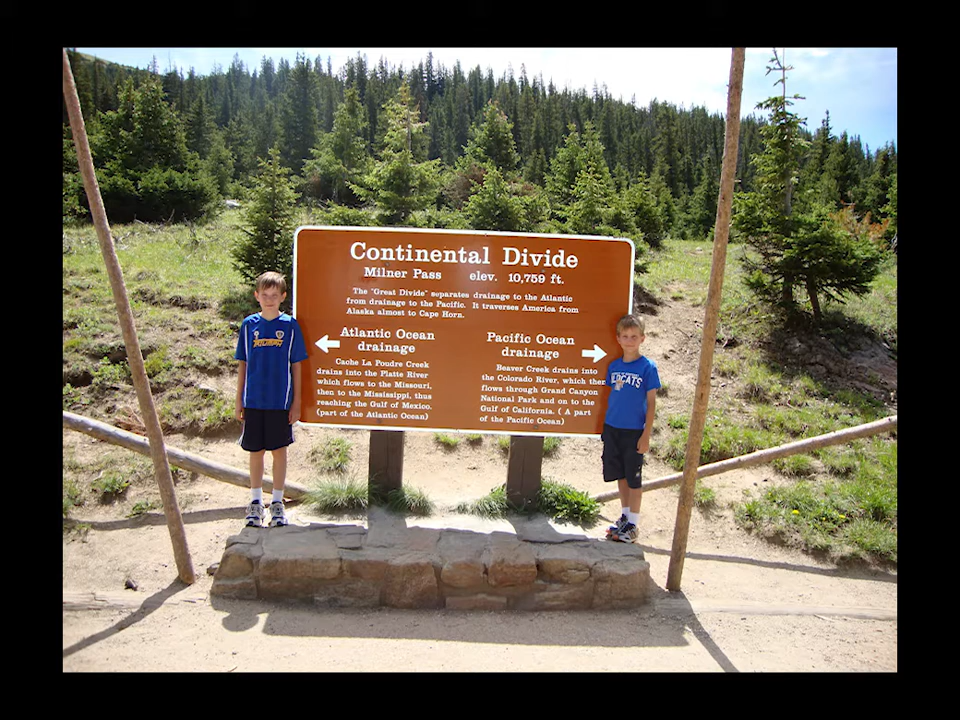 Continental Divide
Milner Pass elev. 10,759 ft.
The "Great Divide" separates drainage to the Atlantic
from drainage to the Pacific. It traverses America from
Alaska almost to Cape Horn.
Atlantic Ocean
drainage
Cache La Poudre Creek
drains into the Platte River
which flows to the Missouri,
then to the Mississippi, thus
reaching the Gulf of Mexico.
(part of the Atlantic Ocean)
Pacific Ocean
drainage
Beaver Creek drains into
the Colorado River, which then
flows through Grand Canyon
National Park and on to the
Gulf of California. ( A part
of the Pacific Ocean)